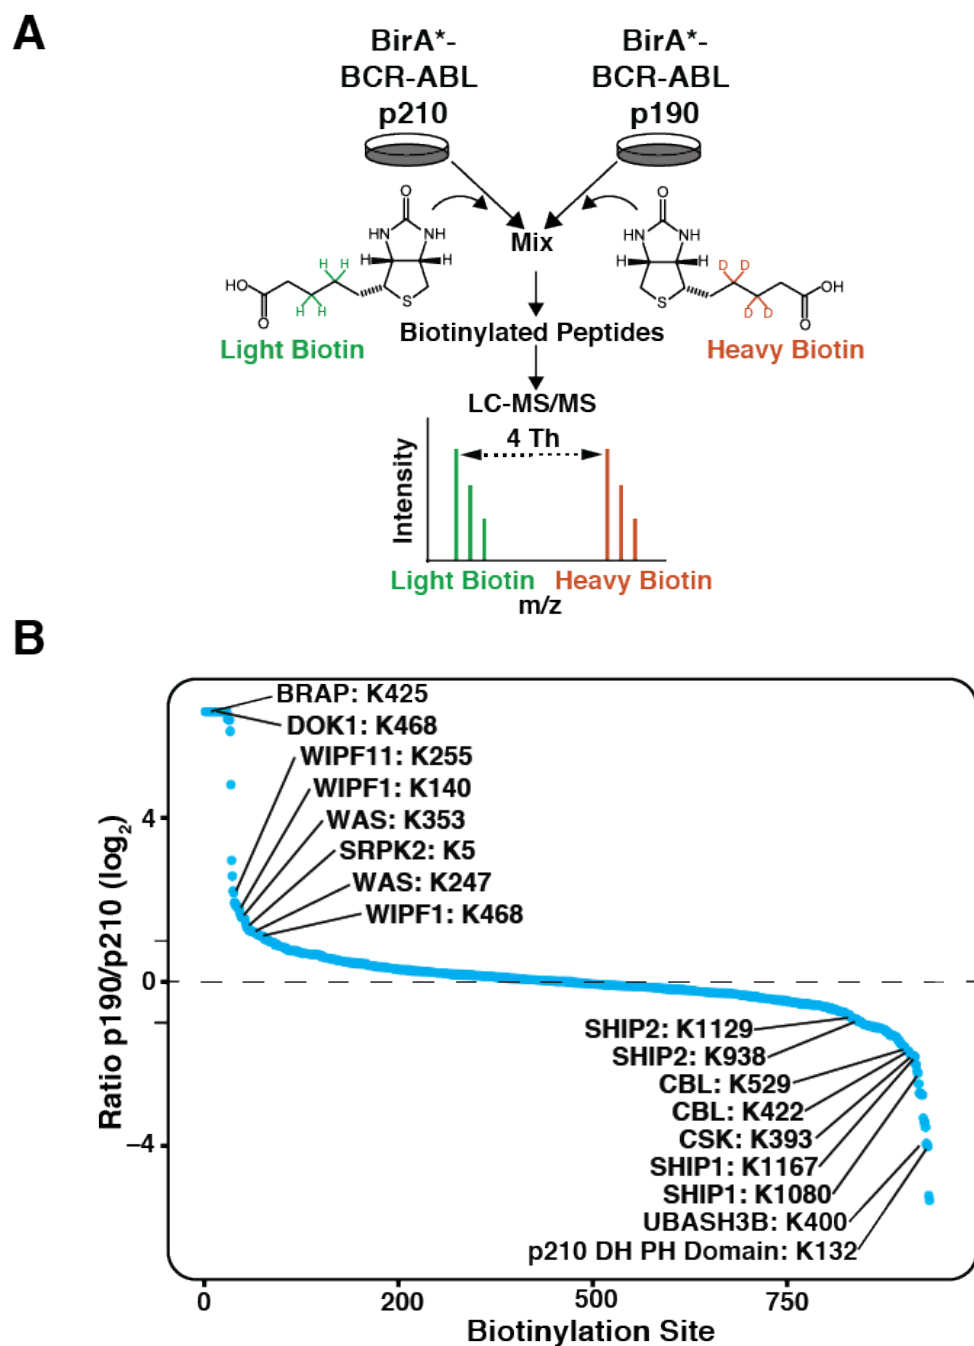 A
BirA*-
BCR-ABL
p210
BirA*-
BCR-ABL
p190
O
HN
NH
H
H
H H
HO
O
H H
S
Light Biotin
Mix
O
HN
NH
H
H
D D
OH
S
D D
O
Heavy Biotin
Biotinylated Peptides
LC-MS/MS
4 Th
Intensity
Light Biotin
Heavy Biotin
m/z
B
BRAP: K425
DOK1: K468
WIPF11: K255
WIPF1: K140
WAS: K353
SRPK2: K5
WAS: K247
WIPF1: K468
4
0
−4
Ratio p190/p210 (log2)
SHIP2: K1129
SHIP2: K938
CBL: K529
CBL: K422
CSK: K393
SHIP1: K1167
SHIP1: K1080
UBASH3B: K400
p210 DH PH Domain: K132
0 200 500 750
Biotinylation Site